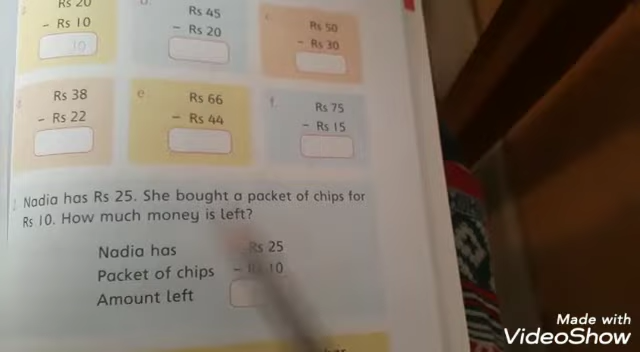 Rs 20
- Rs 10
10
Rs 45
- Rs 20
c
Rs 50
- Rs 30
d
Rs 38
- Rs 22
e
Rs 66
- Rs 44
f
Rs 75
- Rs 15
Nadia has Rs 25. She bought a packet of chips for
Rs 10. How much money is left?
Nadia has Rs 25
Packet of chips - Rs 10
Amount left
Made with
VideoShow